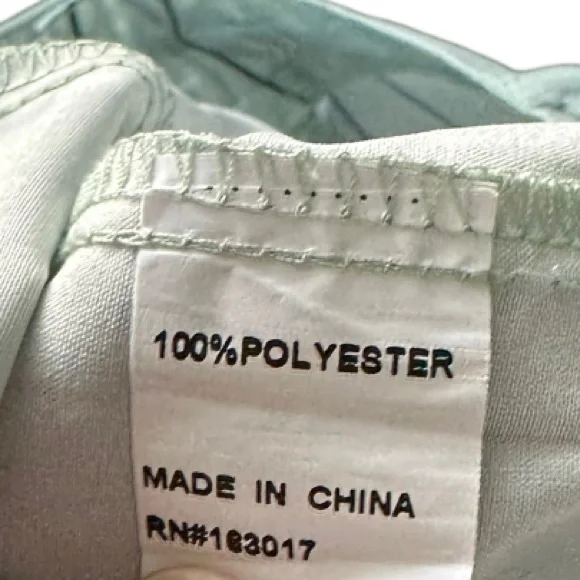 100%POLYESTER
MADE IN CHINA
RN#163017